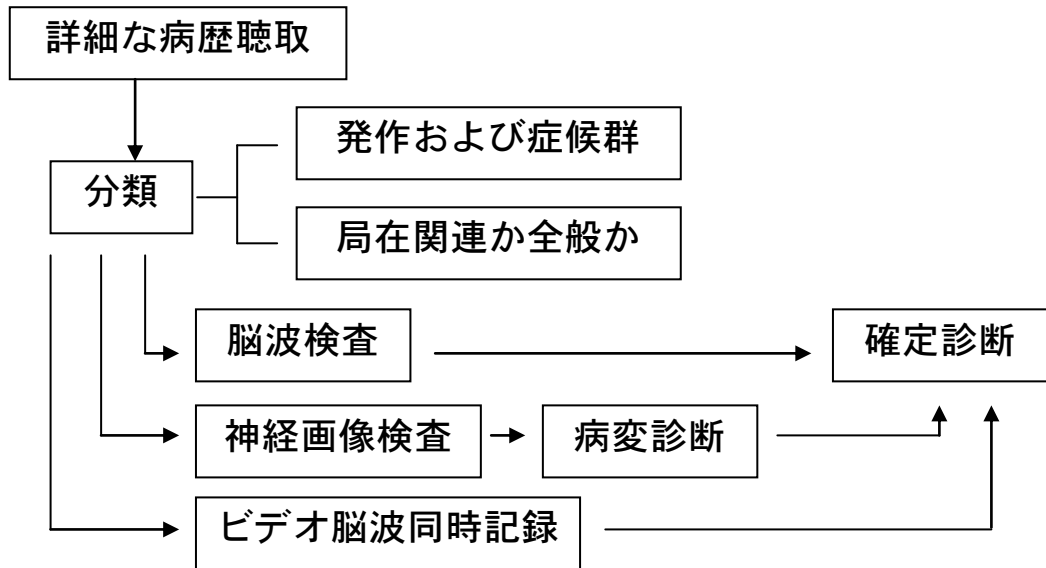 詳細な病歴聴取
発作および症候群
分類
局在関連か全般か
脳波検査
確定診断
神経画像検査
病変診断
ビデオ脳波同時記録